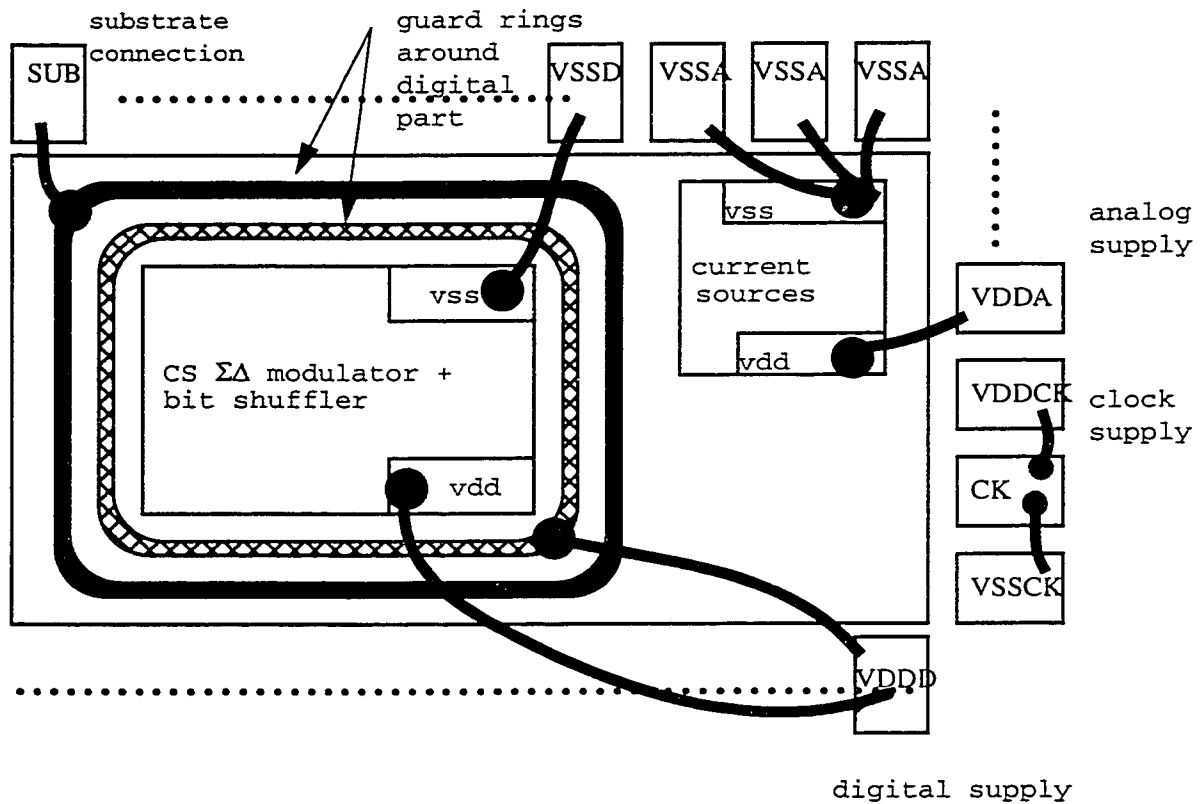 substrate
connection
guard rings
around
digital
part
SUB
VSSD
VSSA
VSSA
VSSA
vss
current
sources
vdd
analog
supply
VDDA
VDDCK
clock
supply
CK
VSSCK
vss
CS ΣΔ modulator +
bit shuffler
vdd
VDDD
digital supply